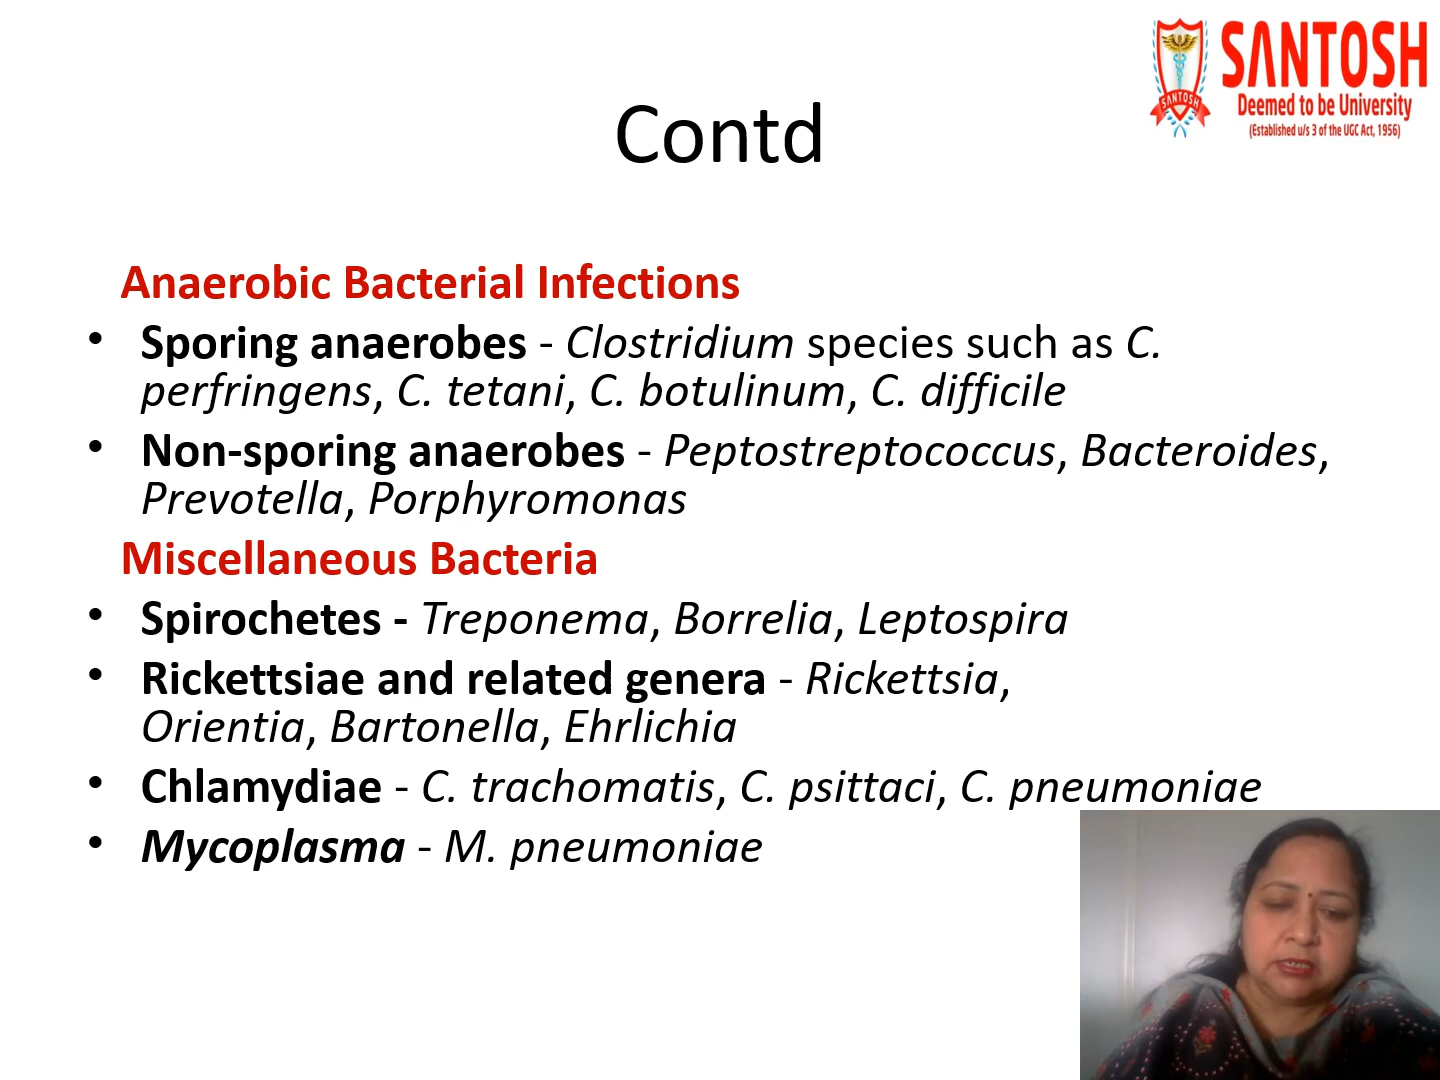 SANTOSH
Deemed to be University
(Established u/s 3 of the UGC Act, 1956)
SANTOSH
Contd
Anaerobic Bacterial Infections
• Sporing anaerobes - Clostridium species such as C.
perfringens, C. tetani, C. botulinum, C. difficile
• Non-sporing anaerobes - Peptostreptococcus, Bacteroides,
Prevotella, Porphyromonas
Miscellaneous Bacteria
• Spirochetes - Treponema, Borrelia, Leptospira
• Rickettsiae and related genera - Rickettsia,
Orientia, Bartonella, Ehrlichia
• Chlamydiae - C. trachomatis, C. psittaci, C. pneumoniae
• Mycoplasma - M. pneumoniae